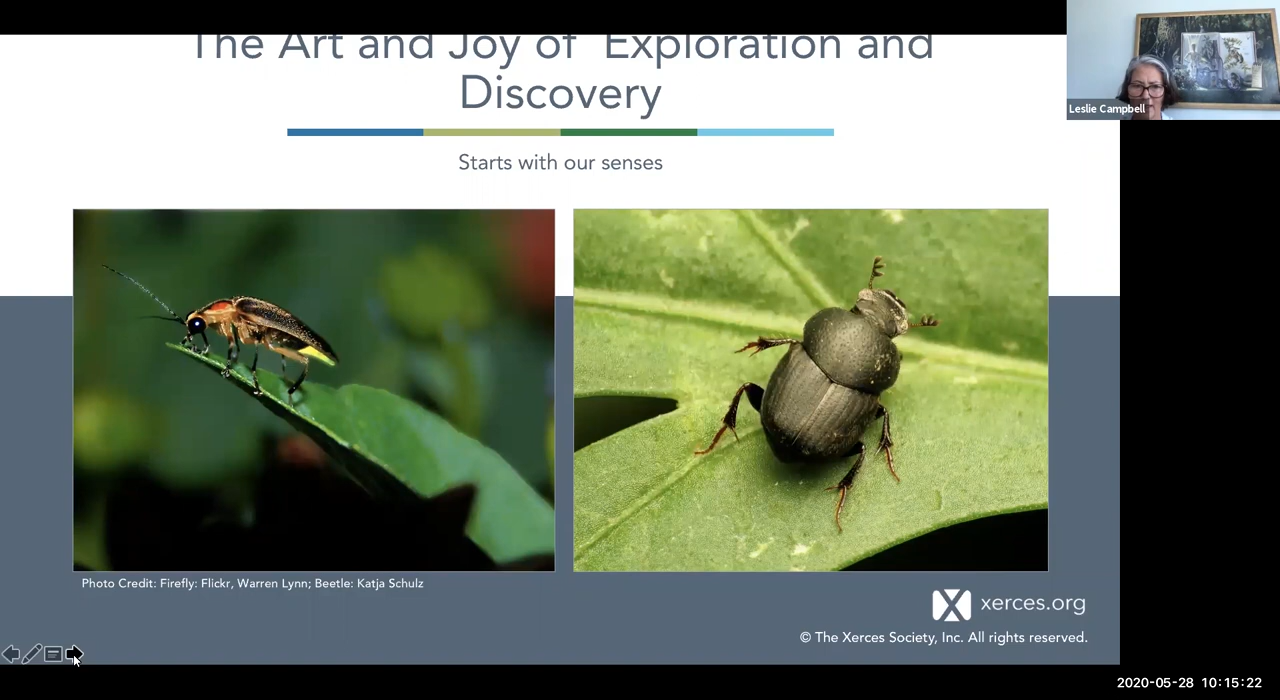 The Art and Joy of Exploration and
Discovery
Starts with our senses
Leslie Campbell
Photo Credit: Firefly: Flickr, Warren Lynn; Beetle: Katja Schulz
xerces.org
© The Xerces Society, Inc. All rights reserved.
2020-05-28 10:15:22